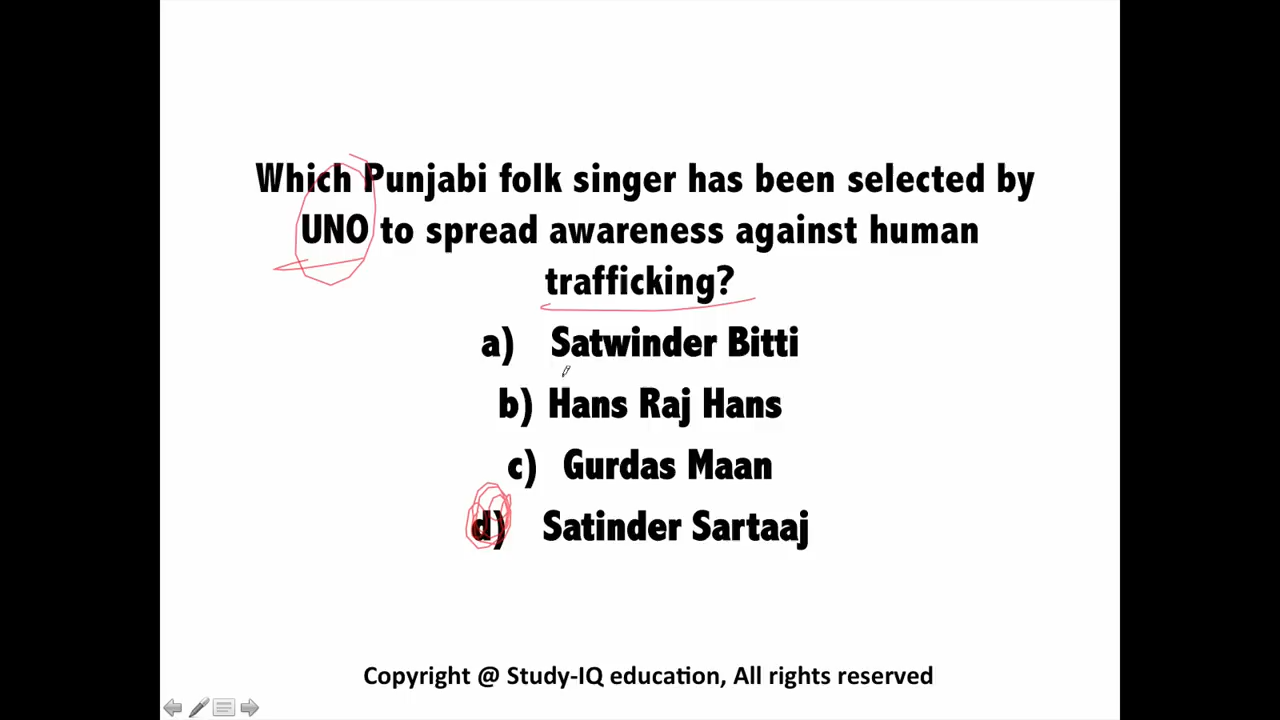 Which Punjabi folk singer has been selected by
UNO to spread awareness against human
trafficking?
a) Satwinder Bitti
b) Hans Raj Hans
c) Gurdas Maan
d) Satinder Sartaaj
Copyright @ Study-IQ education, All rights reserved